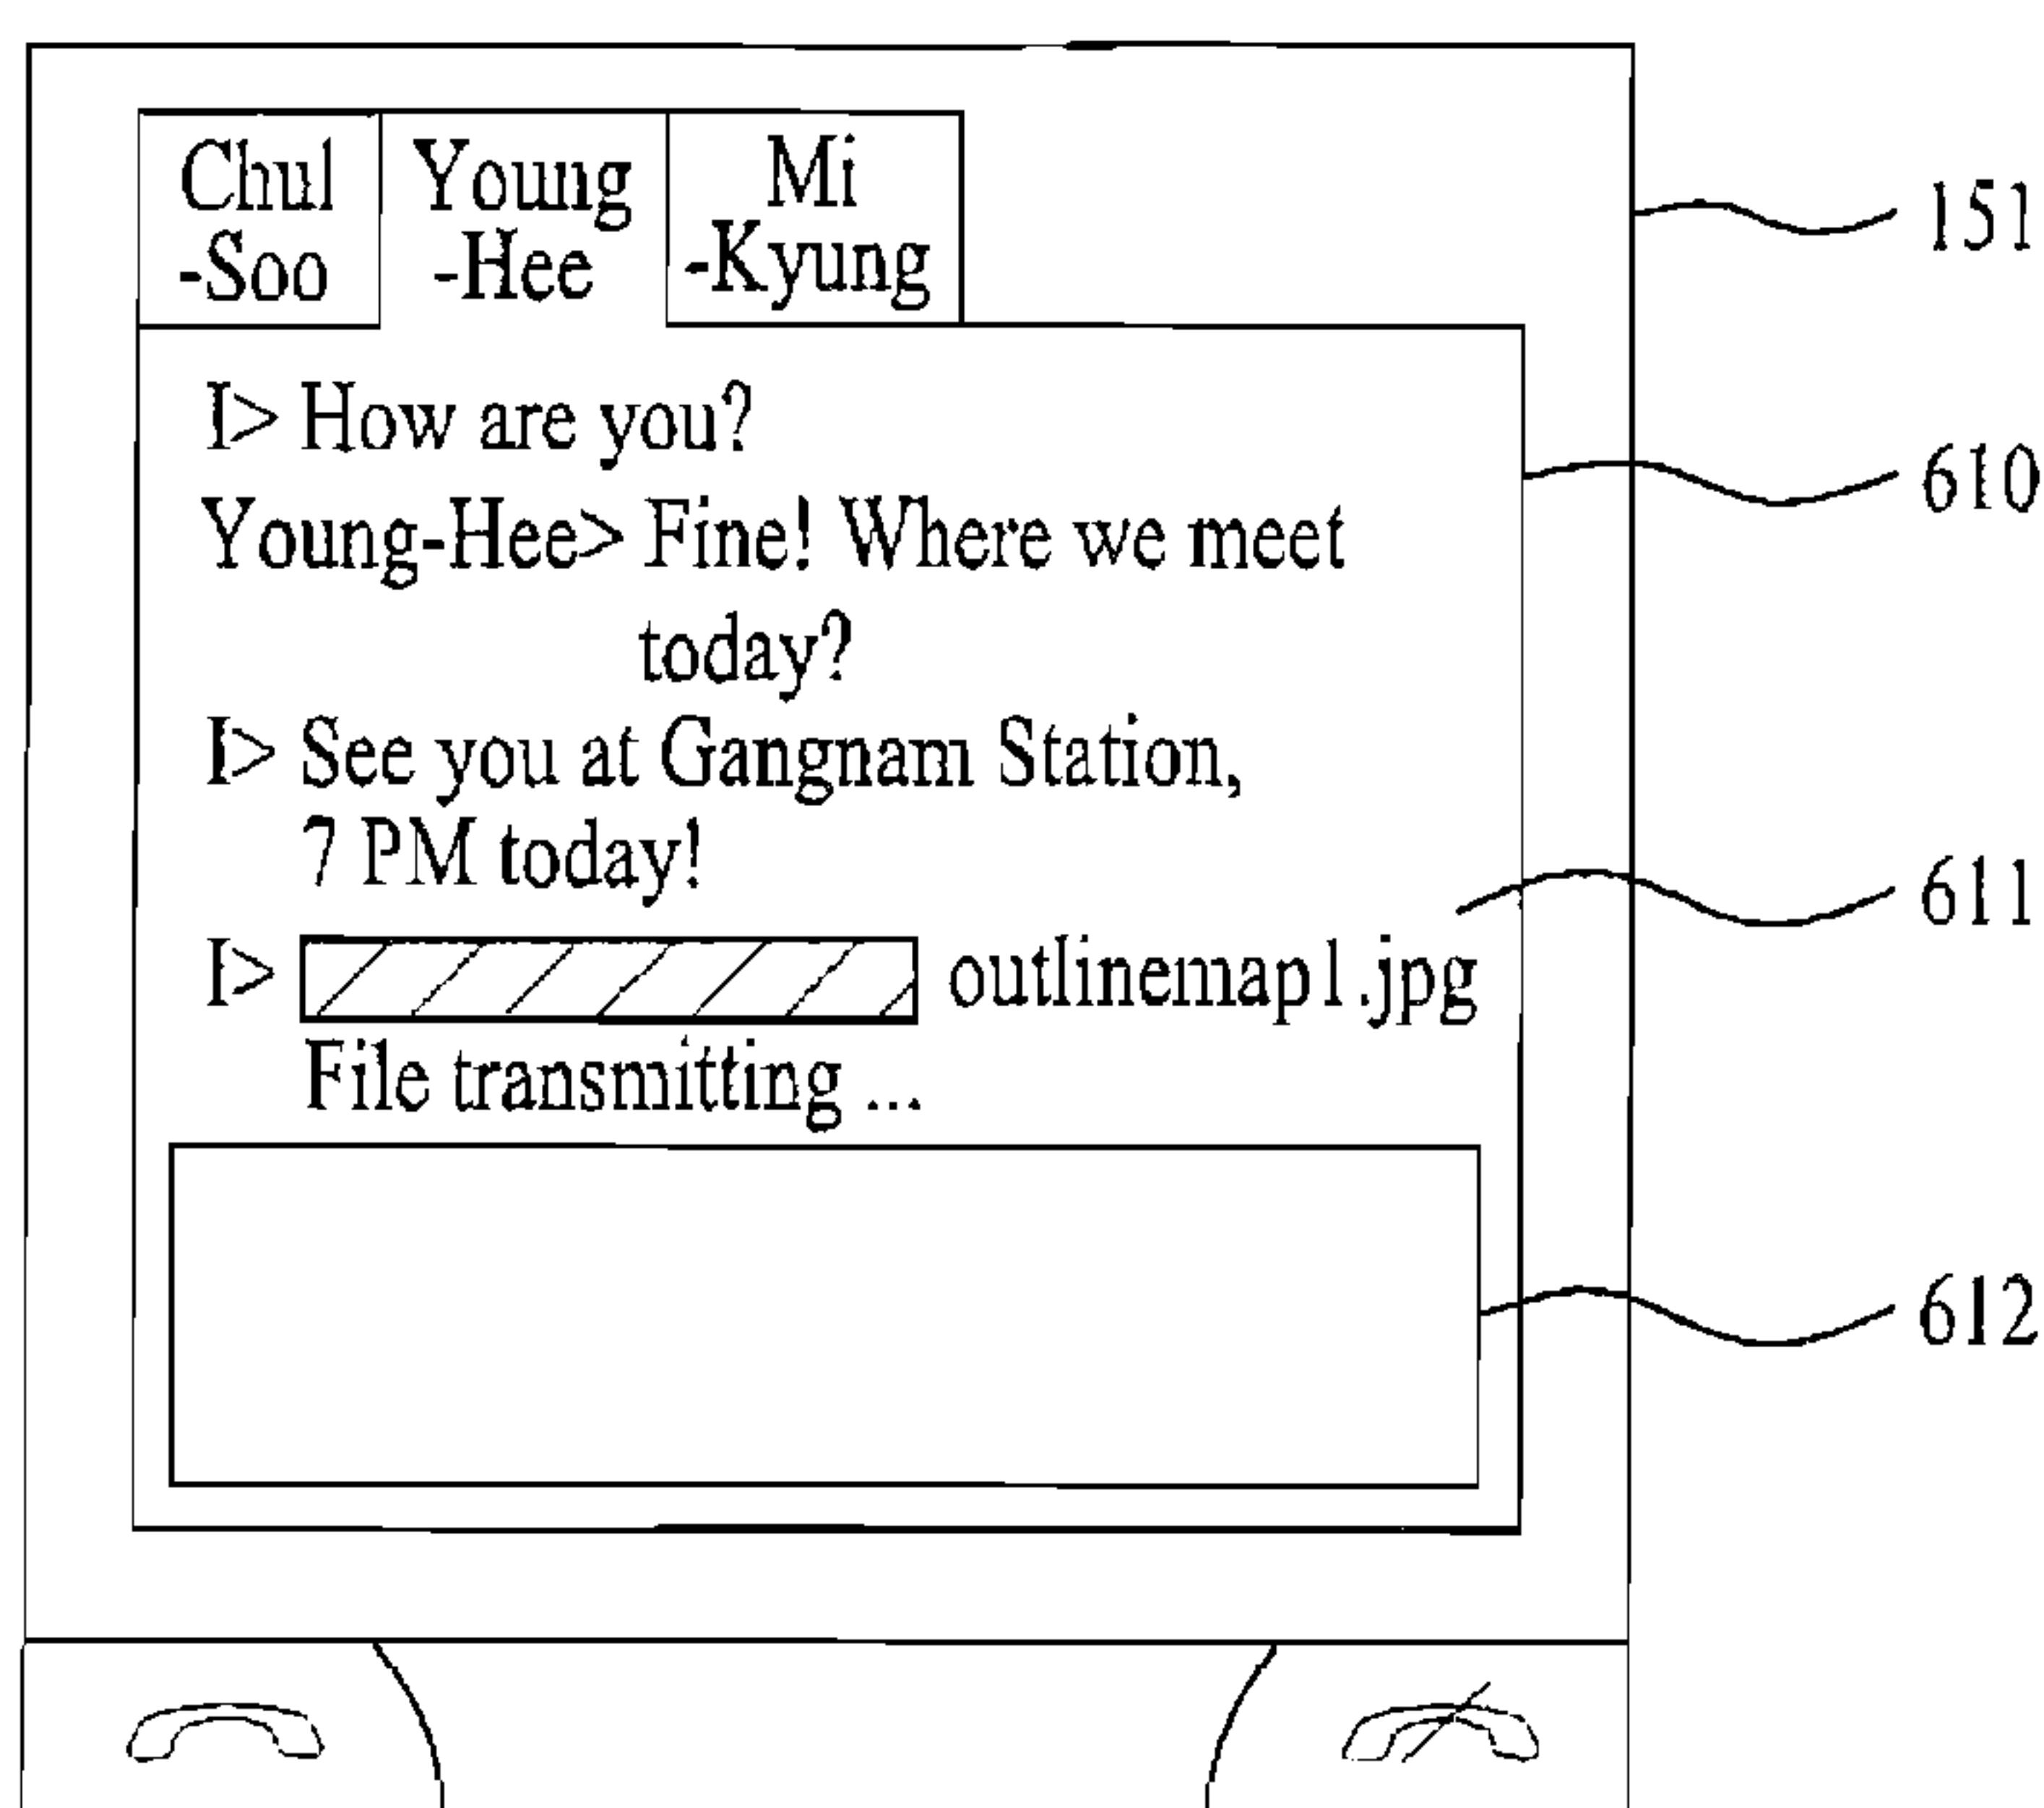 Chul
-Soo
Young
-Hee
Mi
-Kyung
151
I> How are you?
610
Young-Hee> Fine! Where we meet
today?
I> See you at Gangnam Station,
7 PM today!
611
I> outlinemap1.jpg
File transmitting ...
612